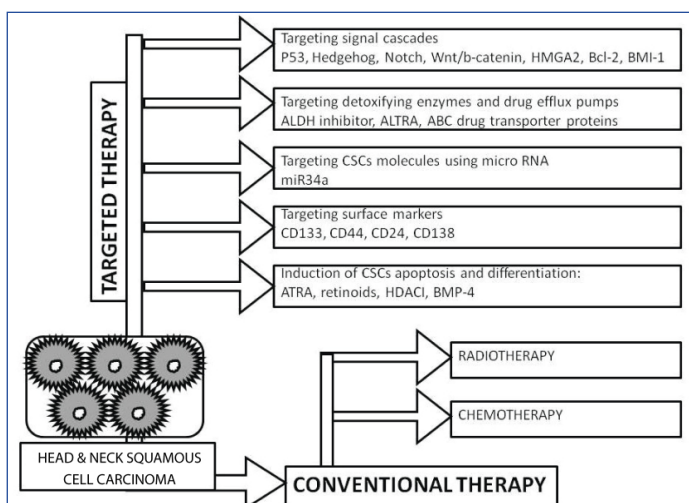 Targeting signal cascades
P53, Hedgehog, Notch, Wnt/b-catenin, HMGA2, Bcl-2, BMI-1
Targeting detoxifying enzymes and drug efflux pumps
ALDH inhibitor, ALTRA, ABC drug transporter proteins
Targeting CSCs molecules using micro RNA
miR34a
Targeting surface markers
CD133, CD44, CD24, CD138
Induction of CSCs apoptosis and differentiation:
ATRA, retinoids, HDACI, BMP-4
TARGETED THERAPY
RADIOTHERAPY
CHEMOTHERAPY
HEAD & NECK SQUAMOUS
CELL CARCINOMA
CONVENTIONAL THERAPY